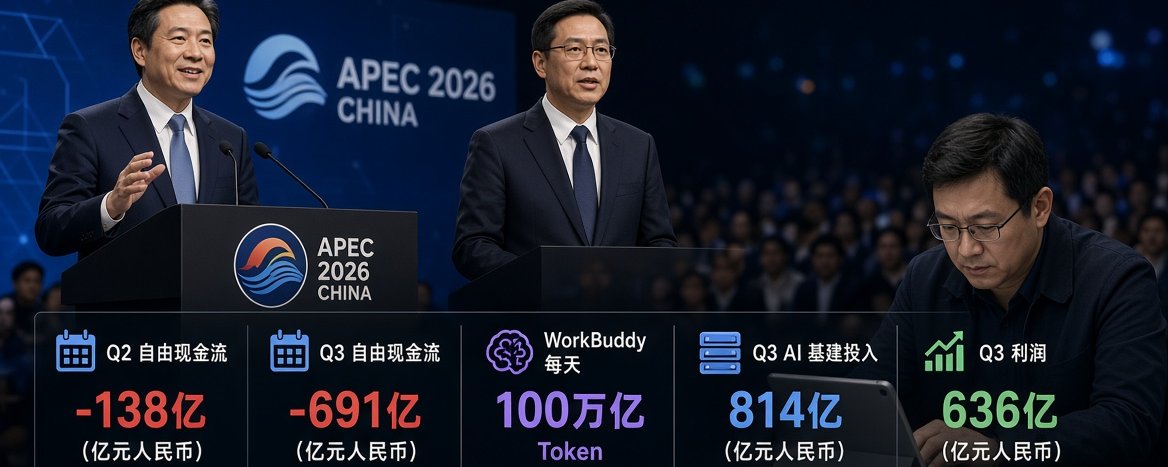 APEC 2026
CHINA
APEC
2026
CHINA
Q2 自由现金流
-138亿
(亿元人民币)
Q3 自由现金流
-691亿
(亿元人民币)
WorkBuddy
每天
100万亿
Token
Q3 AI 基建投入
814亿
(亿元人民币)
Q3 利润
636亿
(亿元人民币)